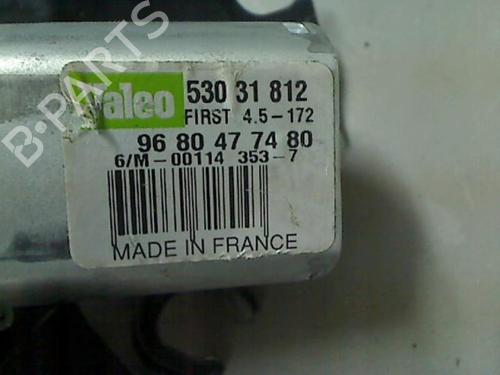 B-PARTS
Valeo 530 31 812
FIRST 4.5-172
96 80 47 74 80
6/M-00114 353-7
MADE IN FRANCE